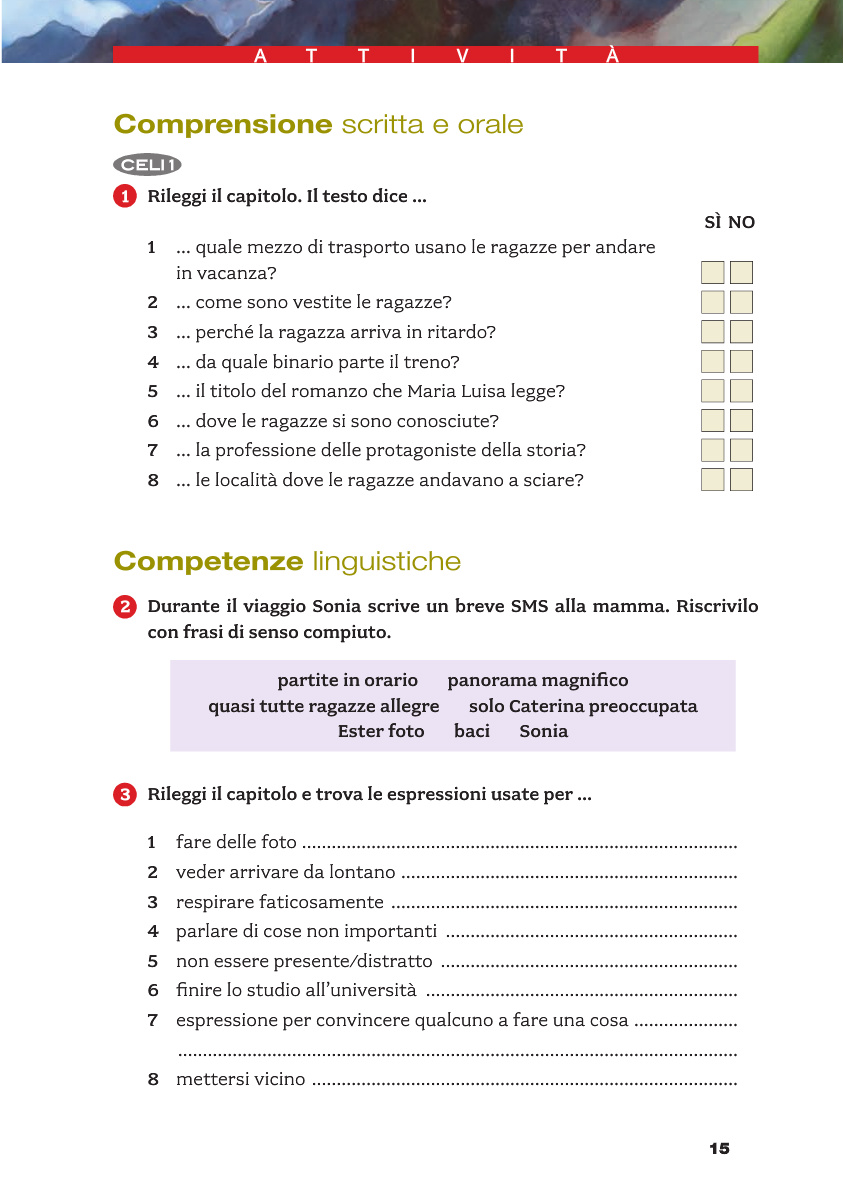 ATTIVITÀ
Comprensione scritta e orale
CELI 1
1 Rileggi il capitolo. Il testo dice ...
SÌ NO
1 ... quale mezzo di trasporto usano le ragazze per andare
in vacanza?
2 ... come sono vestite le ragazze?
3 ... perché la ragazza arriva in ritardo?
4 ... da quale binario parte il treno?
5 ... il titolo del romanzo che Maria Luisa legge?
6 ... dove le ragazze si sono conosciute?
7 ... la professione delle protagoniste della storia?
8 ... le località dove le ragazze andavano a sciare?
Competenze linguistiche
2 Durante il viaggio Sonia scrive un breve SMS alla mamma. Riscrivilo
con frasi di senso compiuto.
partite in orario panorama magnifico
quasi tutte ragazze allegre solo Caterina preoccupata
Ester foto baci Sonia
3 Rileggi il capitolo e trova le espressioni usate per ...
1 fare delle foto ........................................................................................
2 veder arrivare da lontano ....................................................................
3 respirare faticosamente ......................................................................
4 parlare di cose non importanti ...........................................................
5 non essere presente/distratto ............................................................
6 finire lo studio all'università ...............................................................
7 espressione per convincere qualcuno a fare una cosa .....................
.................................................................................................................
8 mettersi vicino ......................................................................................
15